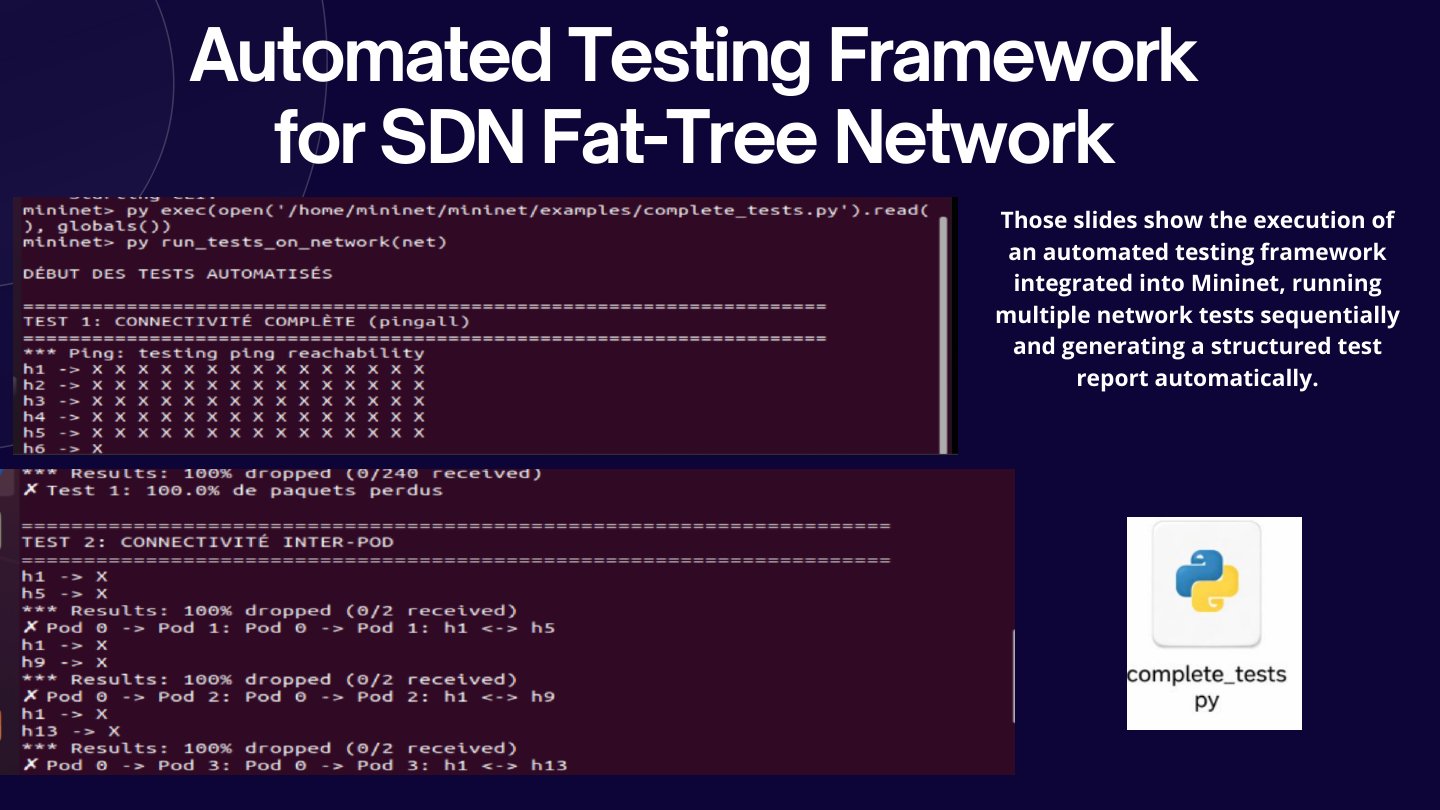 Automated Testing Framework
for SDN Fat-Tree Network
mininet> py exec(open('/home/mininet/mininet/examples/complete_tests.py').read(
), globals())
mininet> py run_tests_on_network(net)
DÉBUT DES TESTS AUTOMATISÉS
======================================================================
TEST 1: CONNECTIVITÉ COMPLÈTE (pingall)
======================================================================
*** Ping: testing ping reachability
h1 -> X X X X X X X X X X X X X X X
h2 -> X X X X X X X X X X X X X X X
h3 -> X X X X X X X X X X X X X X X
h4 -> X X X X X X X X X X X X X X X
h5 -> X X X X X X X X X X X X X X X
h6 -> X
Those slides show the execution of
an automated testing framework
integrated into Mininet, running
multiple network tests sequentially
and generating a structured test
report automatically.
*** Results: 100% dropped (0/240 received)
✗ Test 1: 100.0% de paquets perdus
======================================================================
TEST 2: CONNECTIVITÉ INTER-POD
======================================================================
h1 -> X
h5 -> X
*** Results: 100% dropped (0/2 received)
✗ Pod 0 -> Pod 1: Pod 0 -> Pod 1: h1 <-> h5
h1 -> X
h9 -> X
*** Results: 100% dropped (0/2 received)
✗ Pod 0 -> Pod 2: Pod 0 -> Pod 2: h1 <-> h9
h1 -> X
h13 -> X
*** Results: 100% dropped (0/2 received)
✗ Pod 0 -> Pod 3: Pod 0 -> Pod 3: h1 <-> h13
complete_tests
py